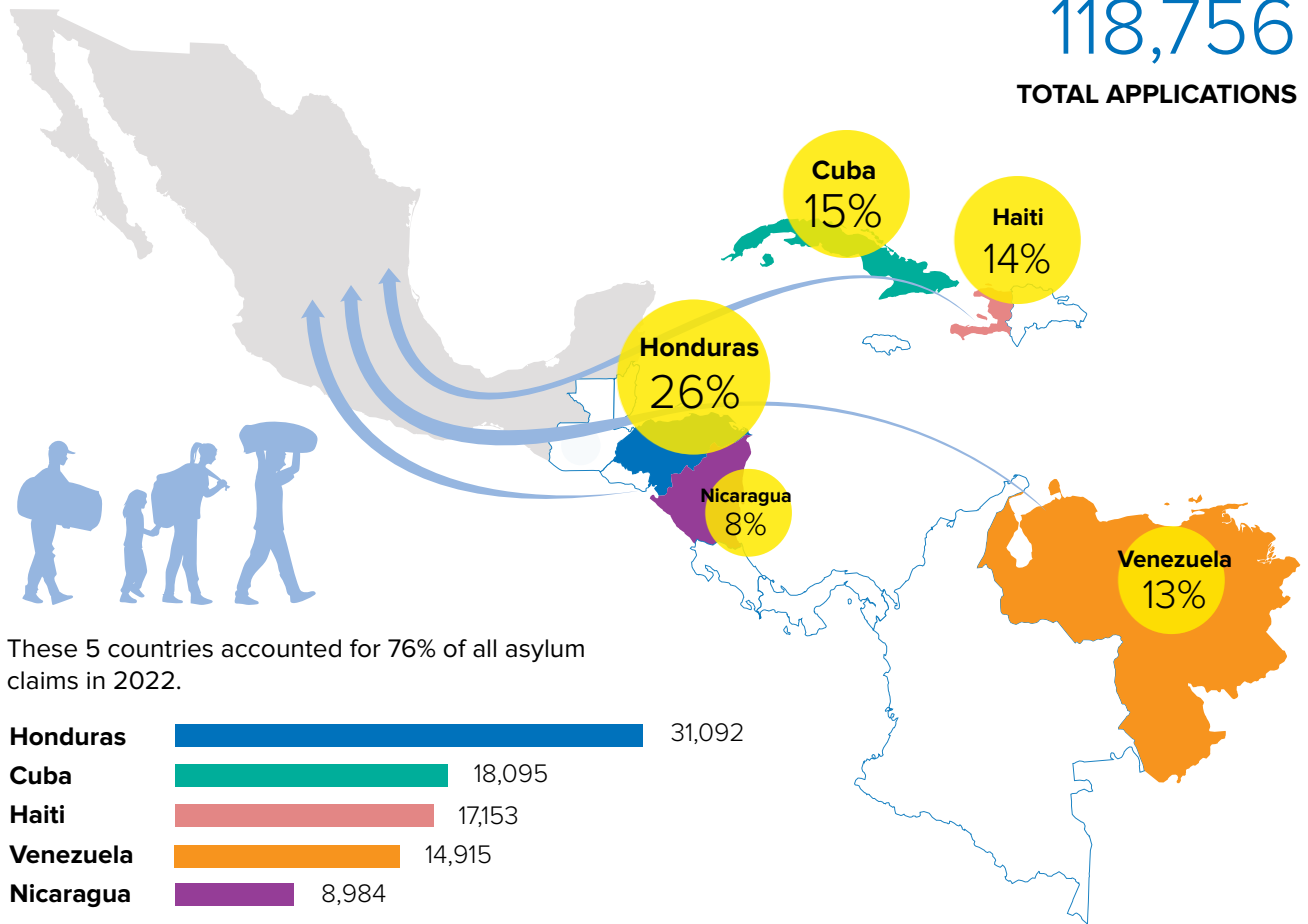 118,756
TOTAL APPLICATIONS
Cuba
15%
Haiti
14%
Honduras
26%
Nicaragua
8%
Venezuela
13%
These 5 countries accounted for 76% of all asylum
claims in 2022.
Honduras 31,092
Cuba 18,095
Haiti 17,153
Venezuela 14,915
Nicaragua 8,984